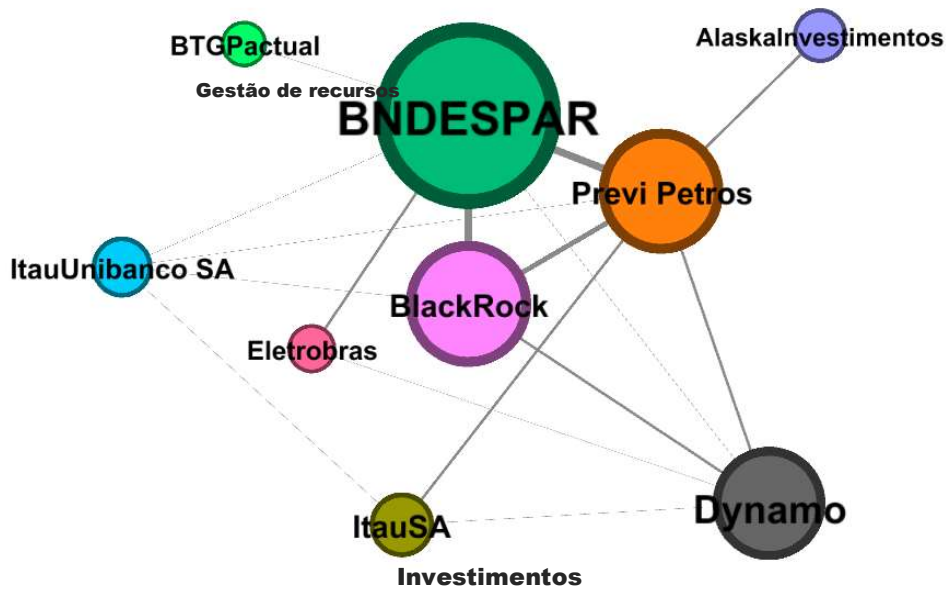 BTGPactual
AlaskaInvestimentos
Gestão de recursos
BNDESPAR
Previ Petros
ItauUnibanco SA
BlackRock
Eletrobras
Dynamo
ItauSA
Investimentos